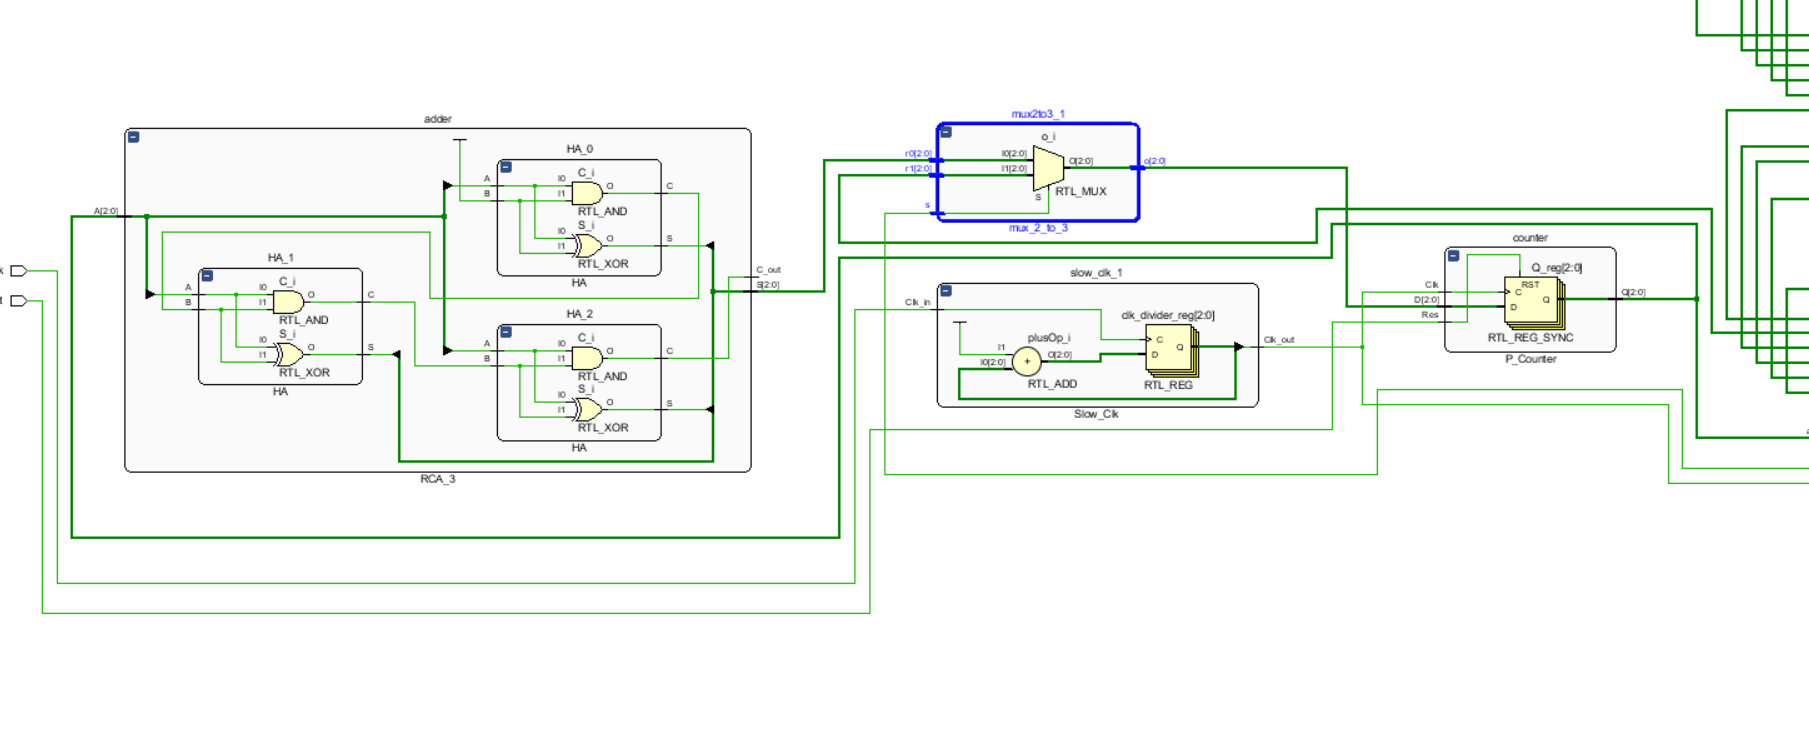 adder
HA_0
C_i
A
B
I0
I1
O
C
RTL_AND
S_i
I0
I1
O
S
RTL_XOR
HA
A[2:0]
HA_1
C_i
A
B
I0
I1
O
C
RTL_AND
S_i
I0
I1
O
S
RTL_XOR
HA
HA_2
C_i
A
B
I0
I1
O
C
RTL_AND
S_i
I0
I1
O
S
RTL_XOR
HA
C_out
S[2:0]
RCA_3
mux2to3_1
o_i
r0[2:0]
r1[2:0]
s
I0[2:0]
I1[2:0]
S
O[2:0]
RTL_MUX
o[2:0]
mux_2_to_3
slow_clk_1
Clk_in
clk_divider_reg[2:0]
plusOp_i
I1
I0[2:0]
+
O[2:0]
RTL_ADD
C
D
Q
RTL_REG
Clk_out
Slow_Clk
counter
Q_reg[2:0]
Clk
D[2:0]
Res
RST
C
D
Q
RTL_REG_SYNC
Q[2:0]
P_Counter